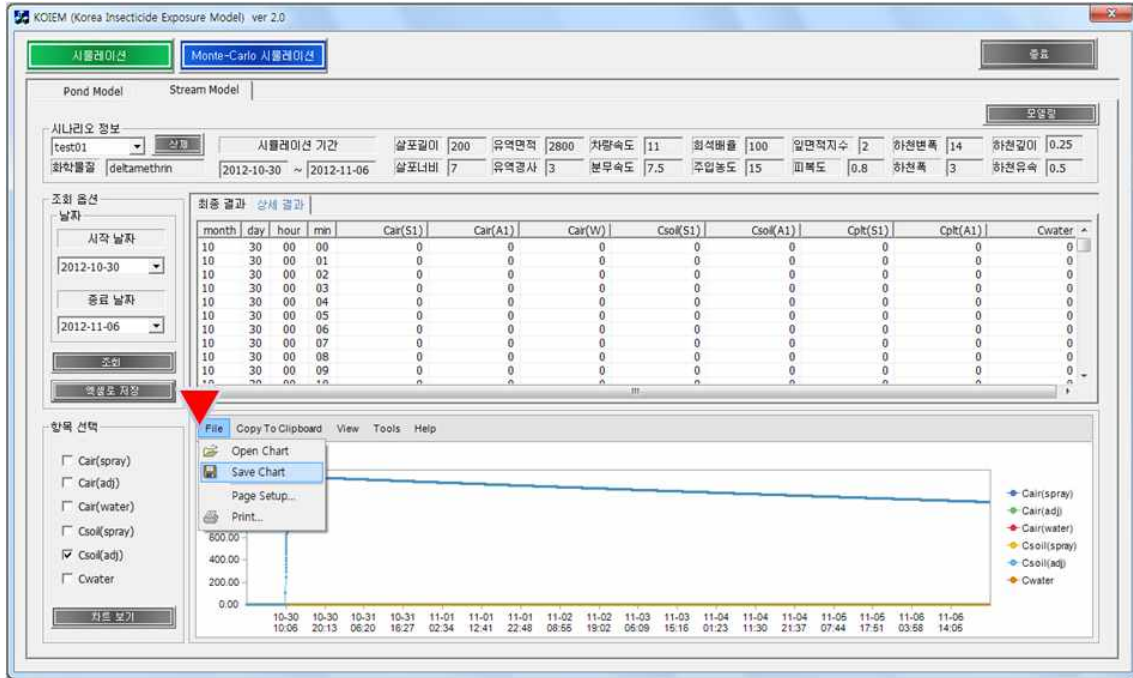 KOIEM (Korea Insecticide Exposure Model) ver 2.0
시뮬레이션 Monte-Carlo 시뮬레이션 종료
Pond Model Stream Model
모델링
시나리오 정보
test01 삭제 시뮬레이션 기간 살포길이 200 유역면적 2800 차량속도 11 희석배율 100 잎면적지수 2 하천변폭 14 하천깊이 0.25
화학물질 deltamethrin 2012-10-30 ~ 2012-11-06 살포너비 7 유역경사 3 분무속도 7.5 주입농도 15 피복도 0.8 하천폭 3 하천유속 0.5
조회 옵션
날짜
시작 날짜
2012-10-30
종료 날짜
2012-11-06
조회
엑셀로 저장
최종 결과 상세 결과
month day hour min Cair(S1) Cair(A1) Cair(W) Csoil(S1) Csoil(A1) Cplt(S1) Cplt(A1) Cwater
10 30 00 00 0 0 0 0 0 0 0 0
10 30 00 01 0 0 0 0 0 0 0 0
10 30 00 02 0 0 0 0 0 0 0 0
10 30 00 03 0 0 0 0 0 0 0 0
10 30 00 04 0 0 0 0 0 0 0 0
10 30 00 05 0 0 0 0 0 0 0 0
10 30 00 06 0 0 0 0 0 0 0 0
10 30 00 07 0 0 0 0 0 0 0 0
10 30 00 08 0 0 0 0 0 0 0 0
10 30 00 09 0 0 0 0 0 0 0 0
항목 선택
Cair(spray)
Cair(adj)
Cair(water)
Csoil(spray)
Csoil(adj)
Cwater
차트 보기
File Copy To Clipboard View Tools Help
Open Chart
Save Chart
Page Setup...
Print...
600.00
400.00
200.00
0.00
10-30 10-30 10-31 10-31 11-01 11-01 11-01 11-02 11-02 11-03 11-03 11-04 11-04 11-04 11-05 11-05 11-06 11-06
10:06 20:13 06:20 16:27 02:34 12:41 22:48 08:55 19:02 05:09 15:16 01:23 11:30 21:37 07:44 17:51 03:58 14:05
Cair(spray)
Cair(adj)
Cair(water)
Csoil(spray)
Csoil(adj)
Cwater